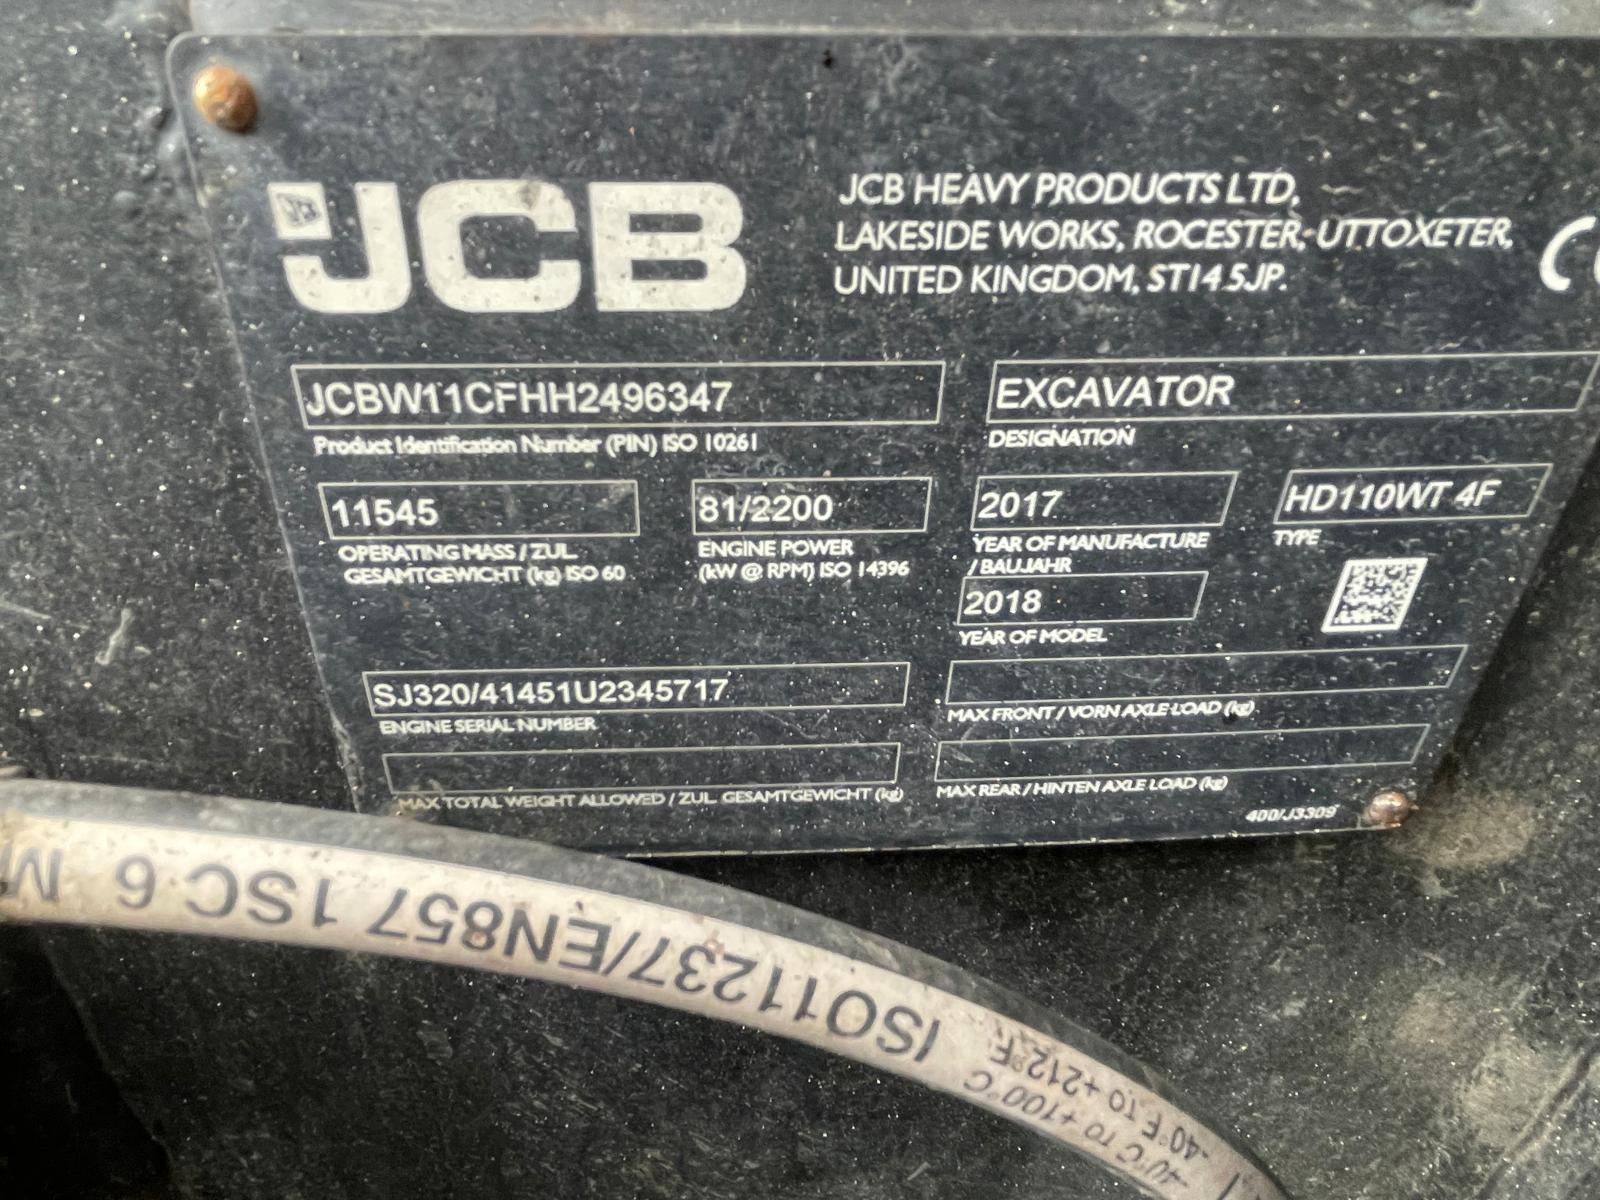 JCB
JCB HEAVY PRODUCTS LTD,
LAKESIDE WORKS, ROCESTER, UTTOXETER,
UNITED KINGDOM, ST14 5JP.
JCBW11CFHH2496347
Product Identification Number (PIN) ISO 10261
EXCAVATOR
DESIGNATION
11545
OPERATING MASS / ZUL.
GESAMTGEWICHT (kg) ISO 60
81/2200
ENGINE POWER
(kW @ RPM) ISO 14396
2017
YEAR OF MANUFACTURE
/ BAUJAHR
HD110WT 4F
TYPE
2018
YEAR OF MODEL
SJ320/41451U2345717
ENGINE SERIAL NUMBER
MAX FRONT / VORN AXLE LOAD (kg)
MAX TOTAL WEIGHT ALLOWED / ZUL. GESAMTGEWICHT (kg)
MAX REAR / HINTEN AXLE LOAD (kg)
400/J3309
ISO11237/EN857 1SC 6
-40°C TO +100°C
-40°F TO +212°F